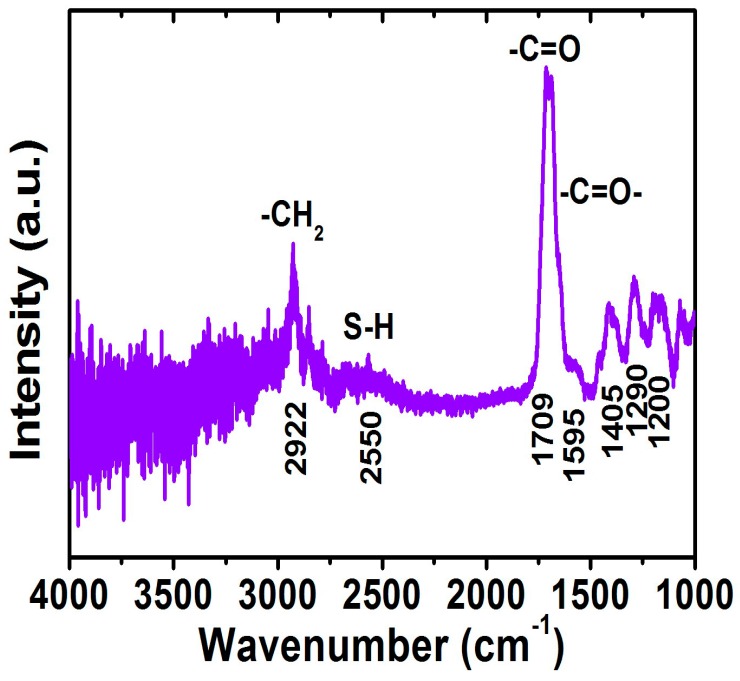 -C=O
-C=O-
-CH₂
S-H
2922
2550
1709
1595
1405
1290
1200
Intensity (a.u.)
4000 3500 3000 2500 2000 1500 1000
Wavenumber (cm⁻¹)